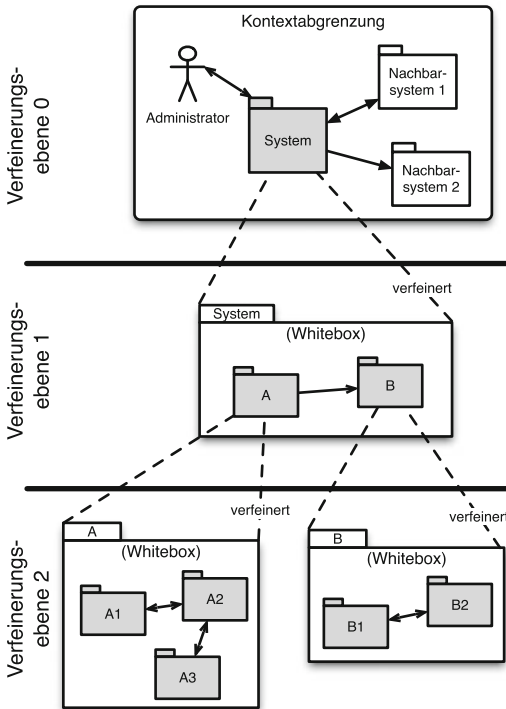 Verfeinerungs-
ebene 0
Kontextabgrenzung
Administrator
System
Nachbar-
system 1
Nachbar-
system 2
Verfeinerungs-
ebene 1
verfeinert
System
(Whitebox)
A
B
Verfeinerungs-
ebene 2
verfeinert
verfeinert
A
(Whitebox)
A1
A2
A3
B
(Whitebox)
B1
B2